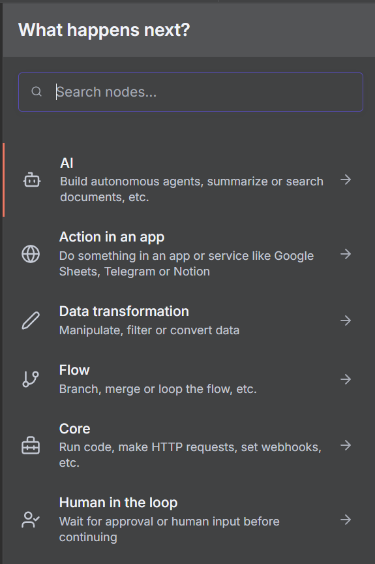 What happens next?
Search nodes...
AI
Build autonomous agents, summarize or search
documents, etc.
Action in an app
Do something in an app or service like Google
Sheets, Telegram or Notion
Data transformation
Manipulate, filter or convert data
Flow
Branch, merge or loop the flow, etc.
Core
Run code, make HTTP requests, set webhooks,
etc.
Human in the loop
Wait for approval or human input before
continuing